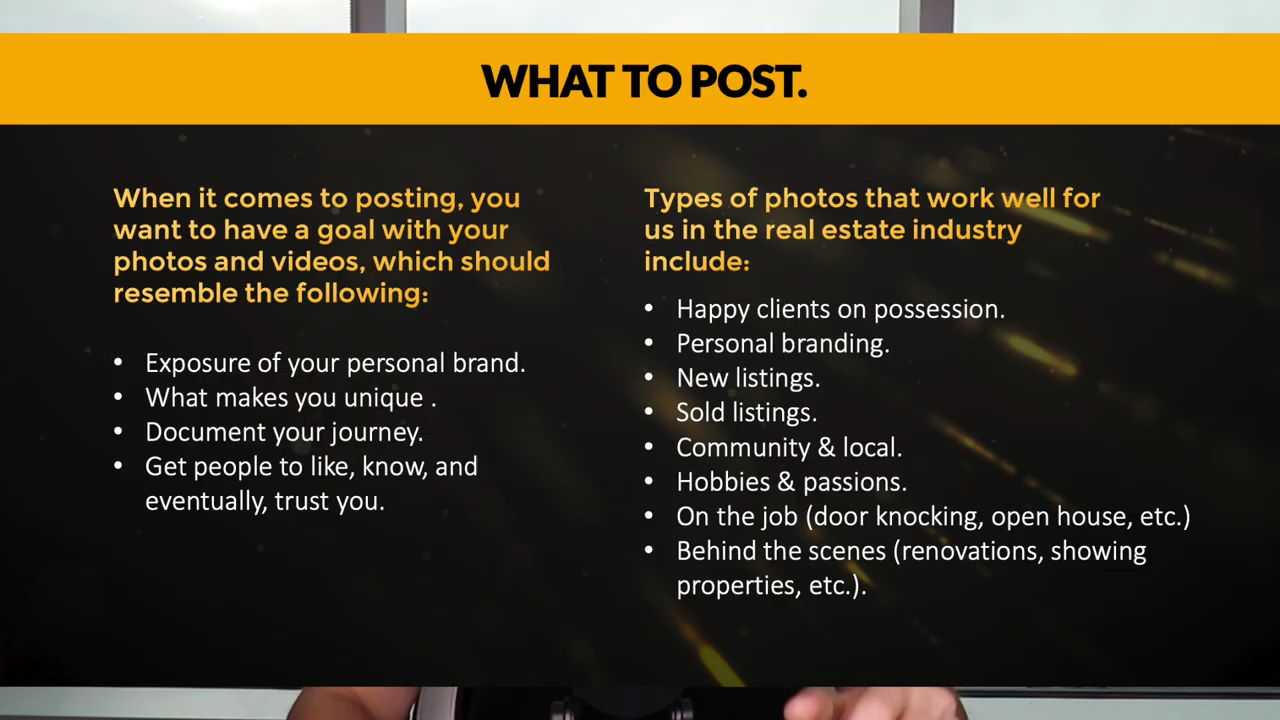 WHAT TO POST.
When it comes to posting, you
want to have a goal with your
photos and videos, which should
resemble the following:
• Exposure of your personal brand.
• What makes you unique .
• Document your journey.
• Get people to like, know, and
eventually, trust you.
Types of photos that work well for
us in the real estate industry
include:
• Happy clients on possession.
• Personal branding.
• New listings.
• Sold listings.
• Community & local.
• Hobbies & passions.
• On the job (door knocking, open house, etc.)
• Behind the scenes (renovations, showing
properties, etc.).